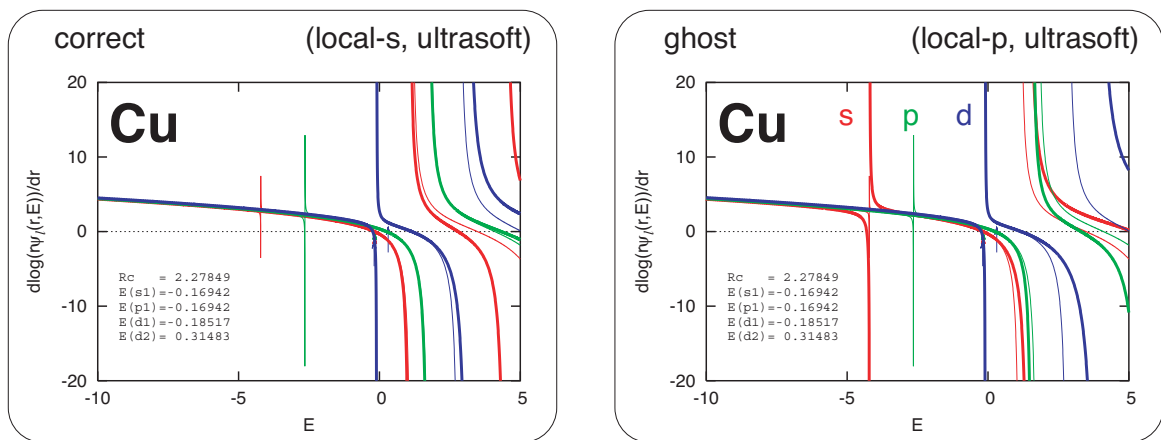 correct (local-s, ultrasoft)
20
10
0
-10
-20
dlog(rψl(r,E))/dr
Cu
Rc = 2.27849
E(s1)=-0.16942
E(p1)=-0.16942
E(d1)=-0.18517
E(d2)= 0.31483
-10 -5 0 5
E
ghost (local-p, ultrasoft)
20
10
0
-10
-20
dlog(rψl(r,E))/dr
Cu s p d
Rc = 2.27849
E(s1)=-0.16942
E(p1)=-0.16942
E(d1)=-0.18517
E(d2)= 0.31483
-10 -5 0 5
E